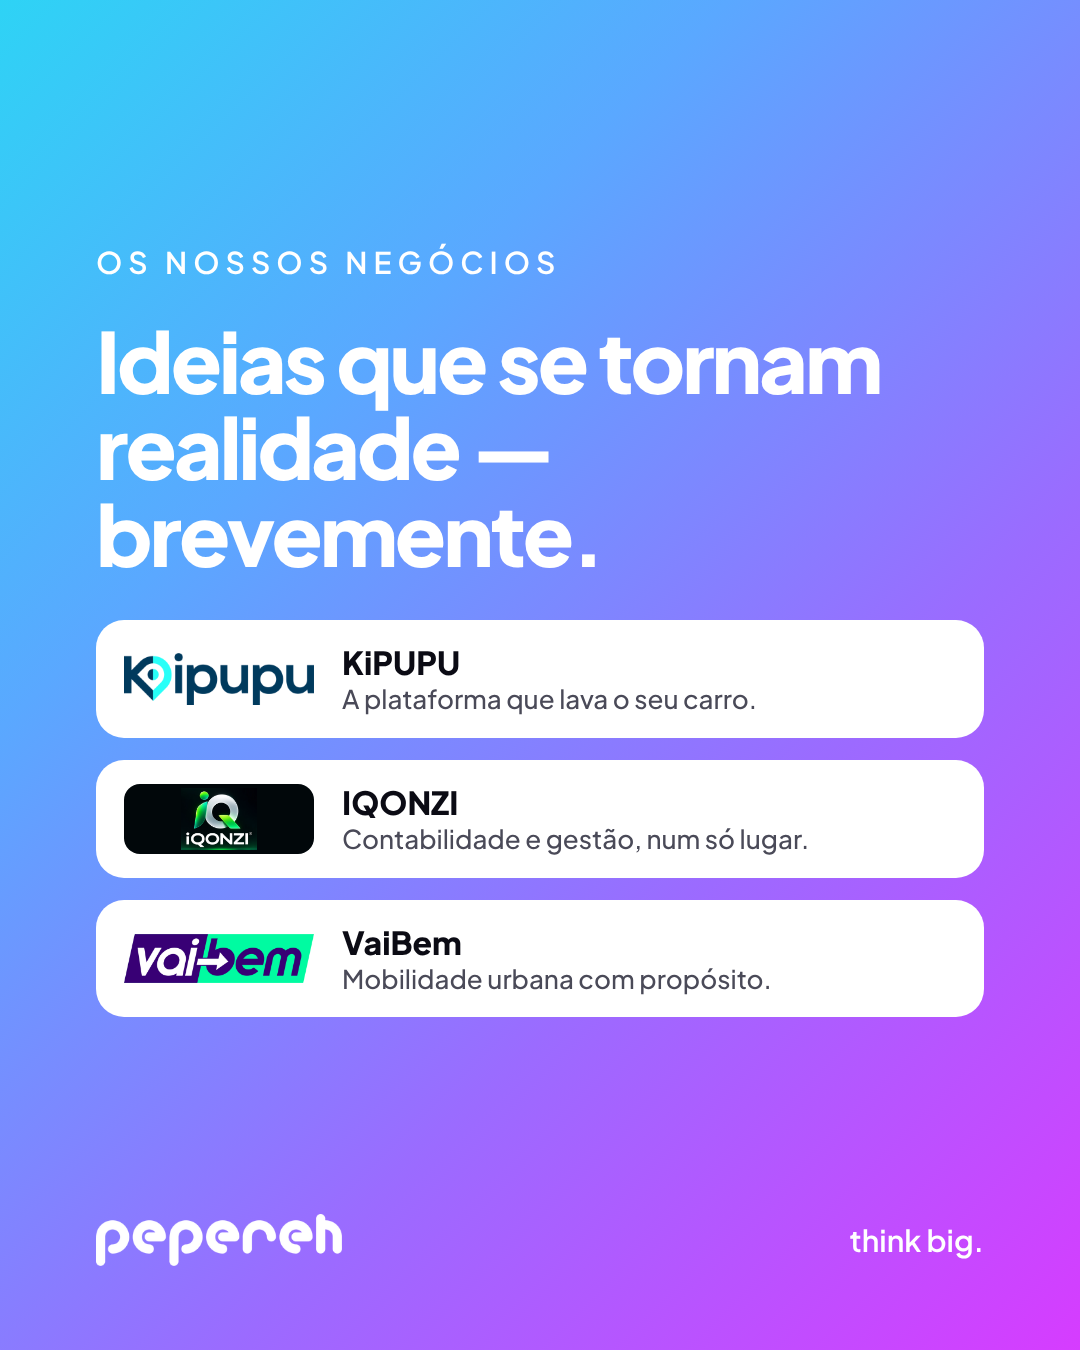 OS NOSSOS NEGÓCIOS
Ideias que se tornam
realidade —
brevemente.
Kipupu
KiPUPU
A plataforma que lava o seu carro.
iQ
iQONZI
IQONZI
Contabilidade e gestão, num só lugar.
vaibem
VaiBem
Mobilidade urbana com propósito.
pepereh
think big.